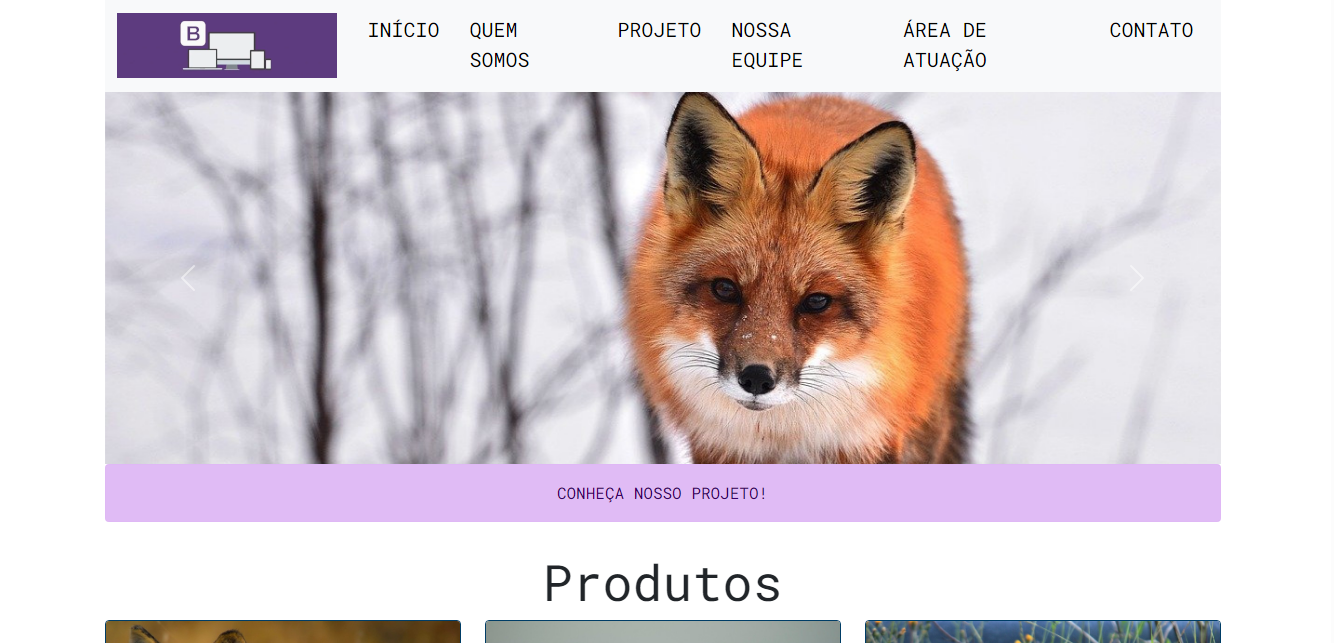 B
INÍCIO
QUEM
SOMOS
PROJETO
NOSSA
EQUIPE
ÁREA DE
ATUAÇÃO
CONTATO
CONHEÇA NOSSO PROJETO!
Produtos